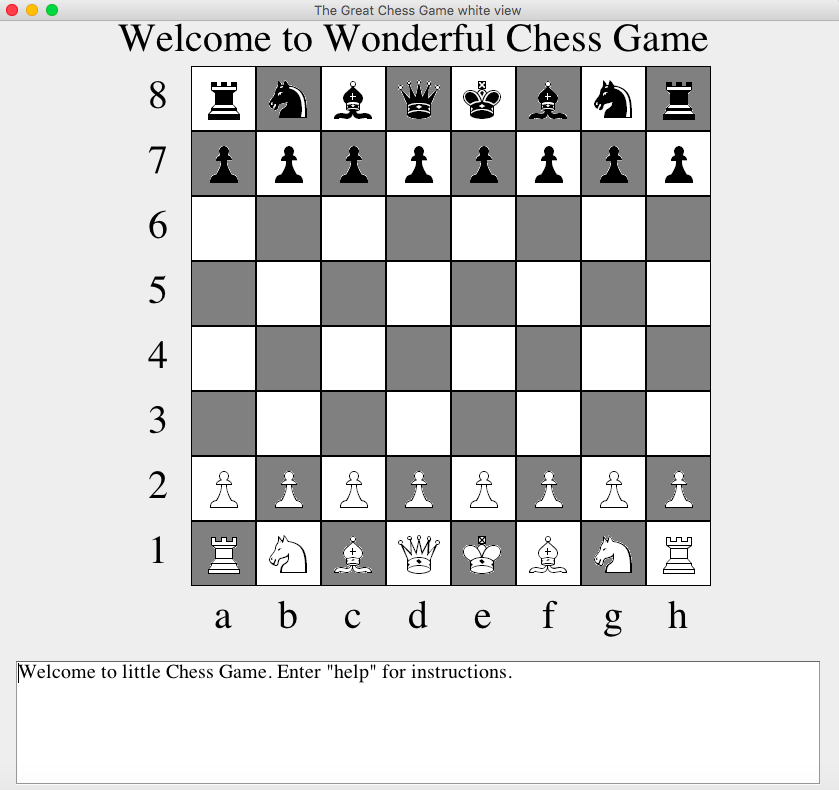 The Great Chess Game white view
Welcome to Wonderful Chess Game
8
7
6
5
4
3
2
1
a b c d e f g h
Welcome to little Chess Game. Enter "help" for instructions.